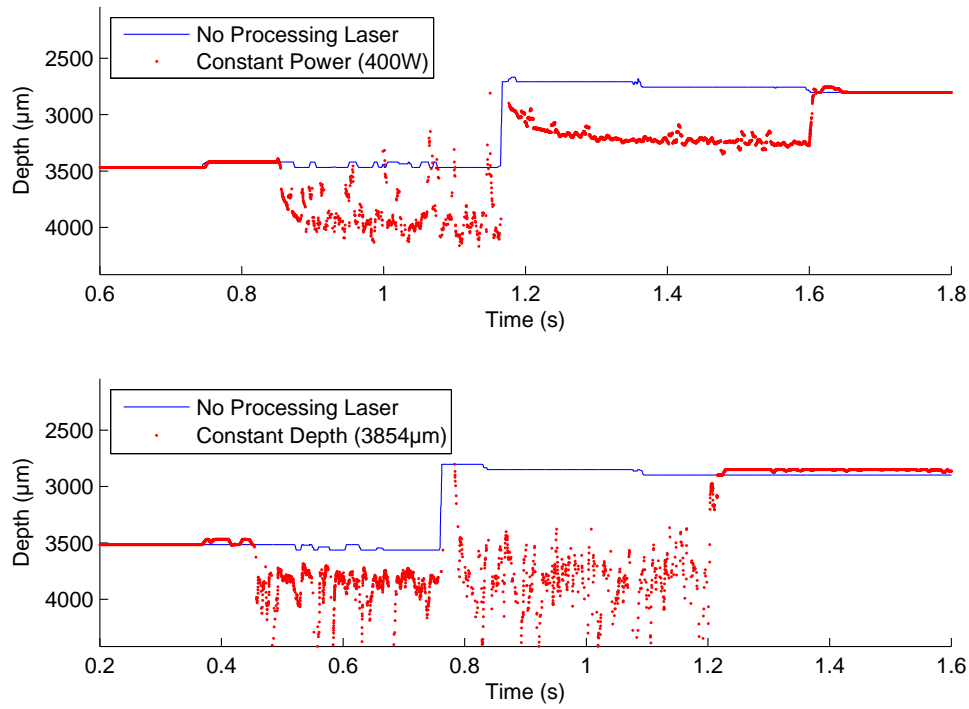 No Processing Laser
Constant Power (400W)
Depth (µm)
2500
3000
3500
4000
0.6 0.8 1 1.2 1.4 1.6 1.8
Time (s)
No Processing Laser
Constant Depth (3854µm)
Depth (µm)
2500
3000
3500
4000
0.2 0.4 0.6 0.8 1 1.2 1.4 1.6
Time (s)